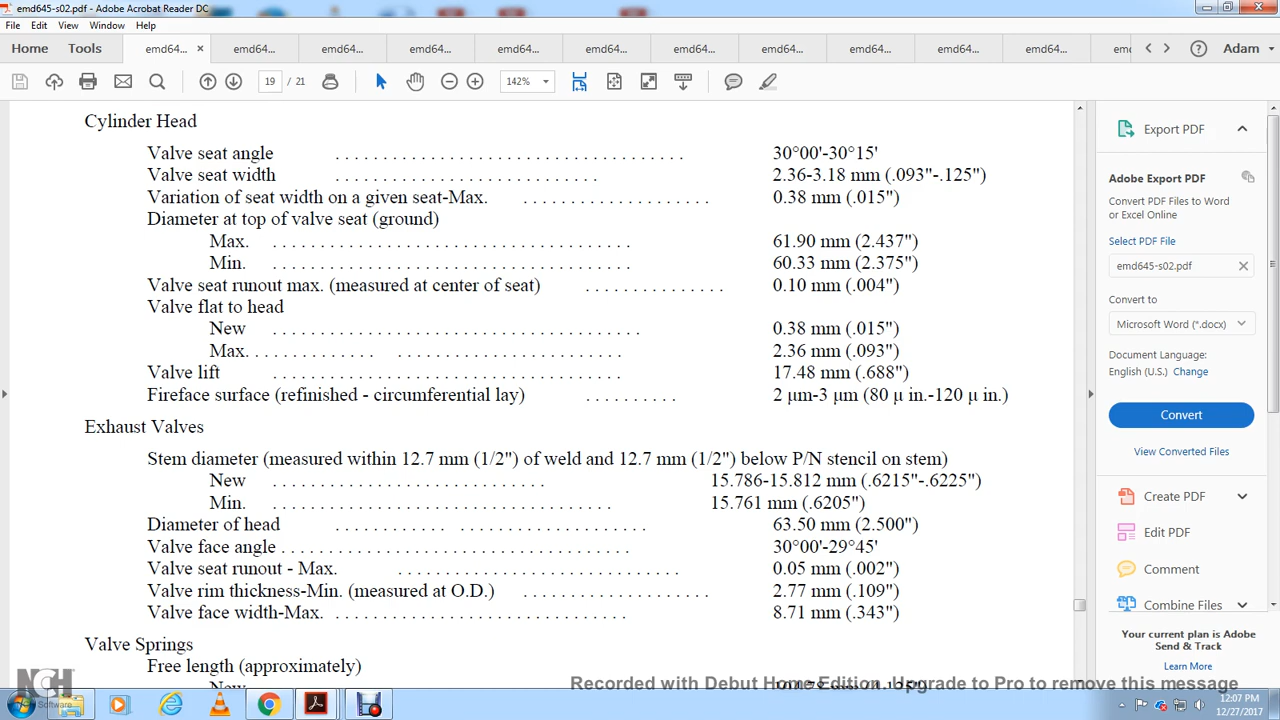 emd645-s02.pdf - Adobe Acrobat Reader DC
File Edit View Window Help
Home Tools emd64... emd64... emd64... emd64... emd64... emd64... emd64... emd64... emd64... emd64... emd64... em Adam
19 / 21 142%
Cylinder Head
Valve seat angle . . . . . . . . . . . . . . . . . . . . . . . . . . . . . . . . . . . . . 30°00'-30°15'
Valve seat width . . . . . . . . . . . . . . . . . . . . . . . . . . . . 2.36-3.18 mm (.093"-.125")
Variation of seat width on a given seat-Max. . . . . . . . . . . . . . . . . . . . 0.38 mm (.015")
Diameter at top of valve seat (ground)
Max. . . . . . . . . . . . . . . . . . . . . . . . . . . . . . . . . . . . . 61.90 mm (2.437")
Min. . . . . . . . . . . . . . . . . . . . . . . . . . . . . . . . . . . . . 60.33 mm (2.375")
Valve seat runout max. (measured at center of seat) . . . . . . . . . . . . . . . 0.10 mm (.004")
Valve flat to head
New . . . . . . . . . . . . . . . . . . . . . . . . . . . . . . . . . . . . . 0.38 mm (.015")
Max. . . . . . . . . . . . . . . . . . . . . . . . . . . . . . . . . . . . 2.36 mm (.093")
Valve lift . . . . . . . . . . . . . . . . . . . . . . . . . . . . . . . . . . . 17.48 mm (.688")
Fireface surface (refinished - circumferential lay) . . . . . . . . . . 2 μm-3 μm (80 μ in.-120 μ in.)
Exhaust Valves
Stem diameter (measured within 12.7 mm (1/2") of weld and 12.7 mm (1/2") below P/N stencil on stem)
New . . . . . . . . . . . . . . . . . . . . . . . . . . . . 15.786-15.812 mm (.6215"-.6225")
Min. . . . . . . . . . . . . . . . . . . . . . . . . . . . . . . . . . . 15.761 mm (.6205")
Diameter of head . . . . . . . . . . . . . . . . . . . . . . . . . . . . . . 63.50 mm (2.500")
Valve face angle . . . . . . . . . . . . . . . . . . . . . . . . . . . . . . . . . . . . 30°00'-29°45'
Valve seat runout - Max. . . . . . . . . . . . . . . . . . . . . . . . . . . . . 0.05 mm (.002")
Valve rim thickness-Min. (measured at O.D.) . . . . . . . . . . . . . . . . . . . 2.77 mm (.109")
Valve face width-Max. . . . . . . . . . . . . . . . . . . . . . . . . . . . . . 8.71 mm (.343")
Valve Springs
Free length (approximately)
New
Export PDF
Adobe Export PDF
Convert PDF Files to Word
or Excel Online
Select PDF File
emd645-s02.pdf
Convert to
Microsoft Word (*.docx)
Document Language:
English (U.S.) Change
Convert
View Converted Files
Create PDF
Edit PDF
Comment
Combine Files
Your current plan is Adobe
Send & Track
Learn More
NCH Software
Recorded with Debut Home Edition. Upgrade to Pro to remove this message
12:07 PM
12/27/2017